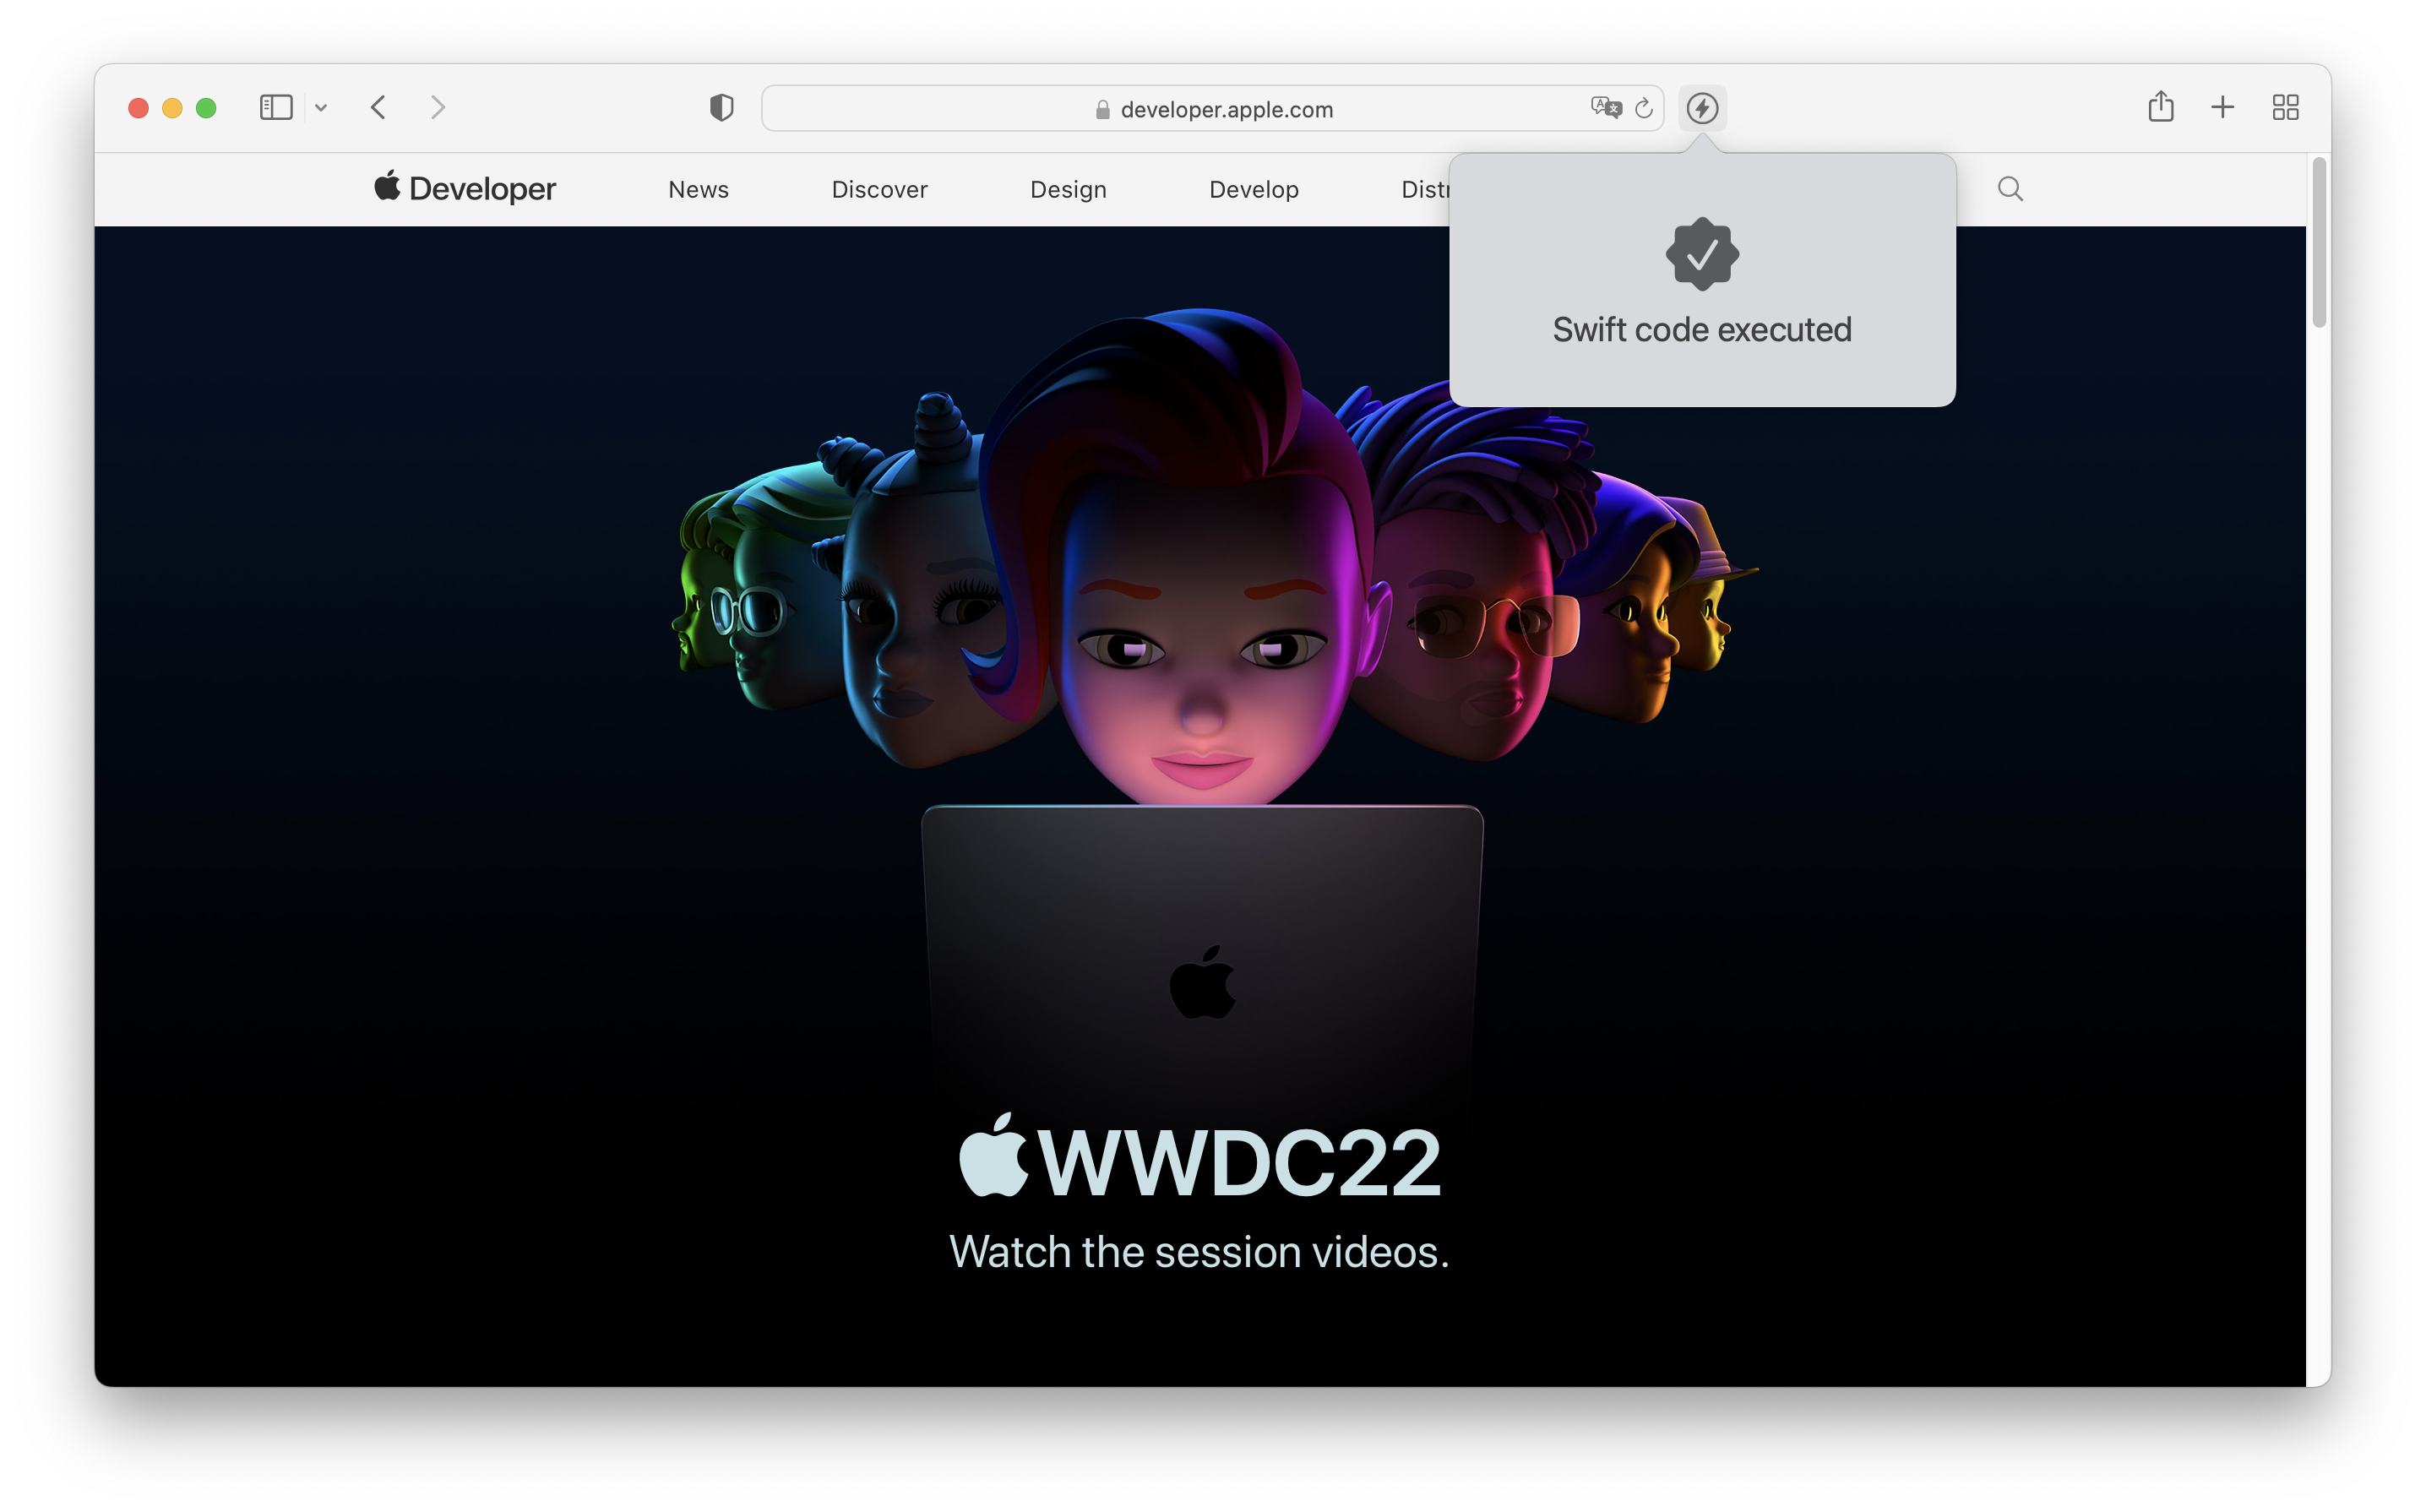 developer.apple.com
Developer
News
Discover
Design
Develop
Distr
Swift code executed
WWDC22
Watch the session videos.